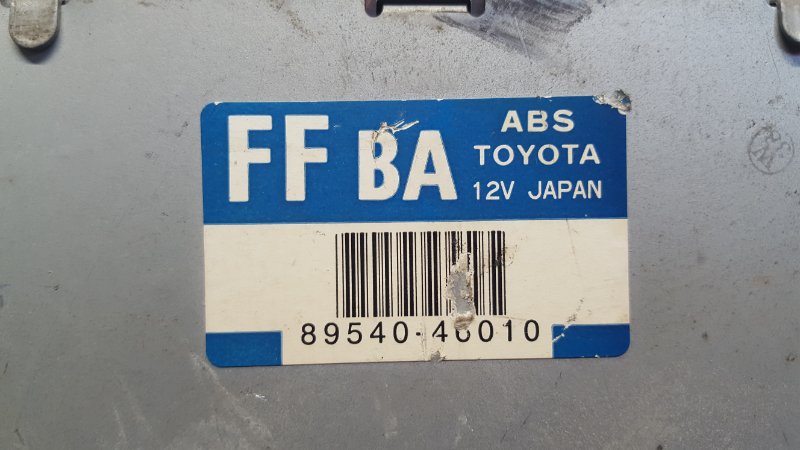 FF BA
ABS
TOYOTA
12V JAPAN
89540-46010